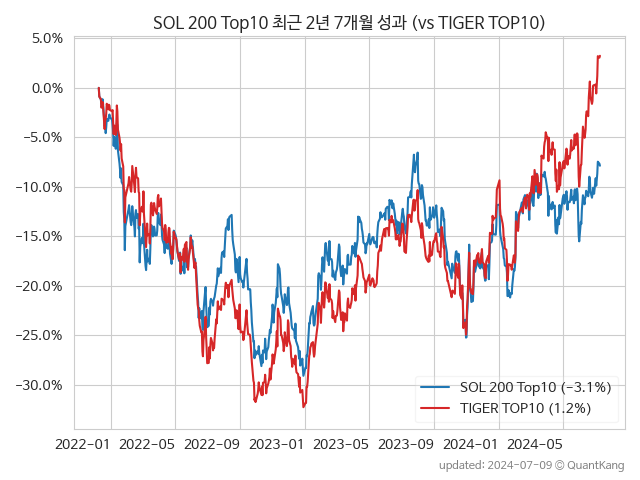 SOL 200 Top10 최근 2년 7개월 성과 (vs TIGER TOP10)
5.0%
0.0%
−5.0%
−10.0%
−15.0%
−20.0%
−25.0%
−30.0%
SOL 200 Top10 (−3.1%)
TIGER TOP10 (1.2%)
2022-01 2022-05 2022-09 2023-01 2023-05 2023-09 2024-01 2024-05
updated: 2024-07-09 © QuantKang